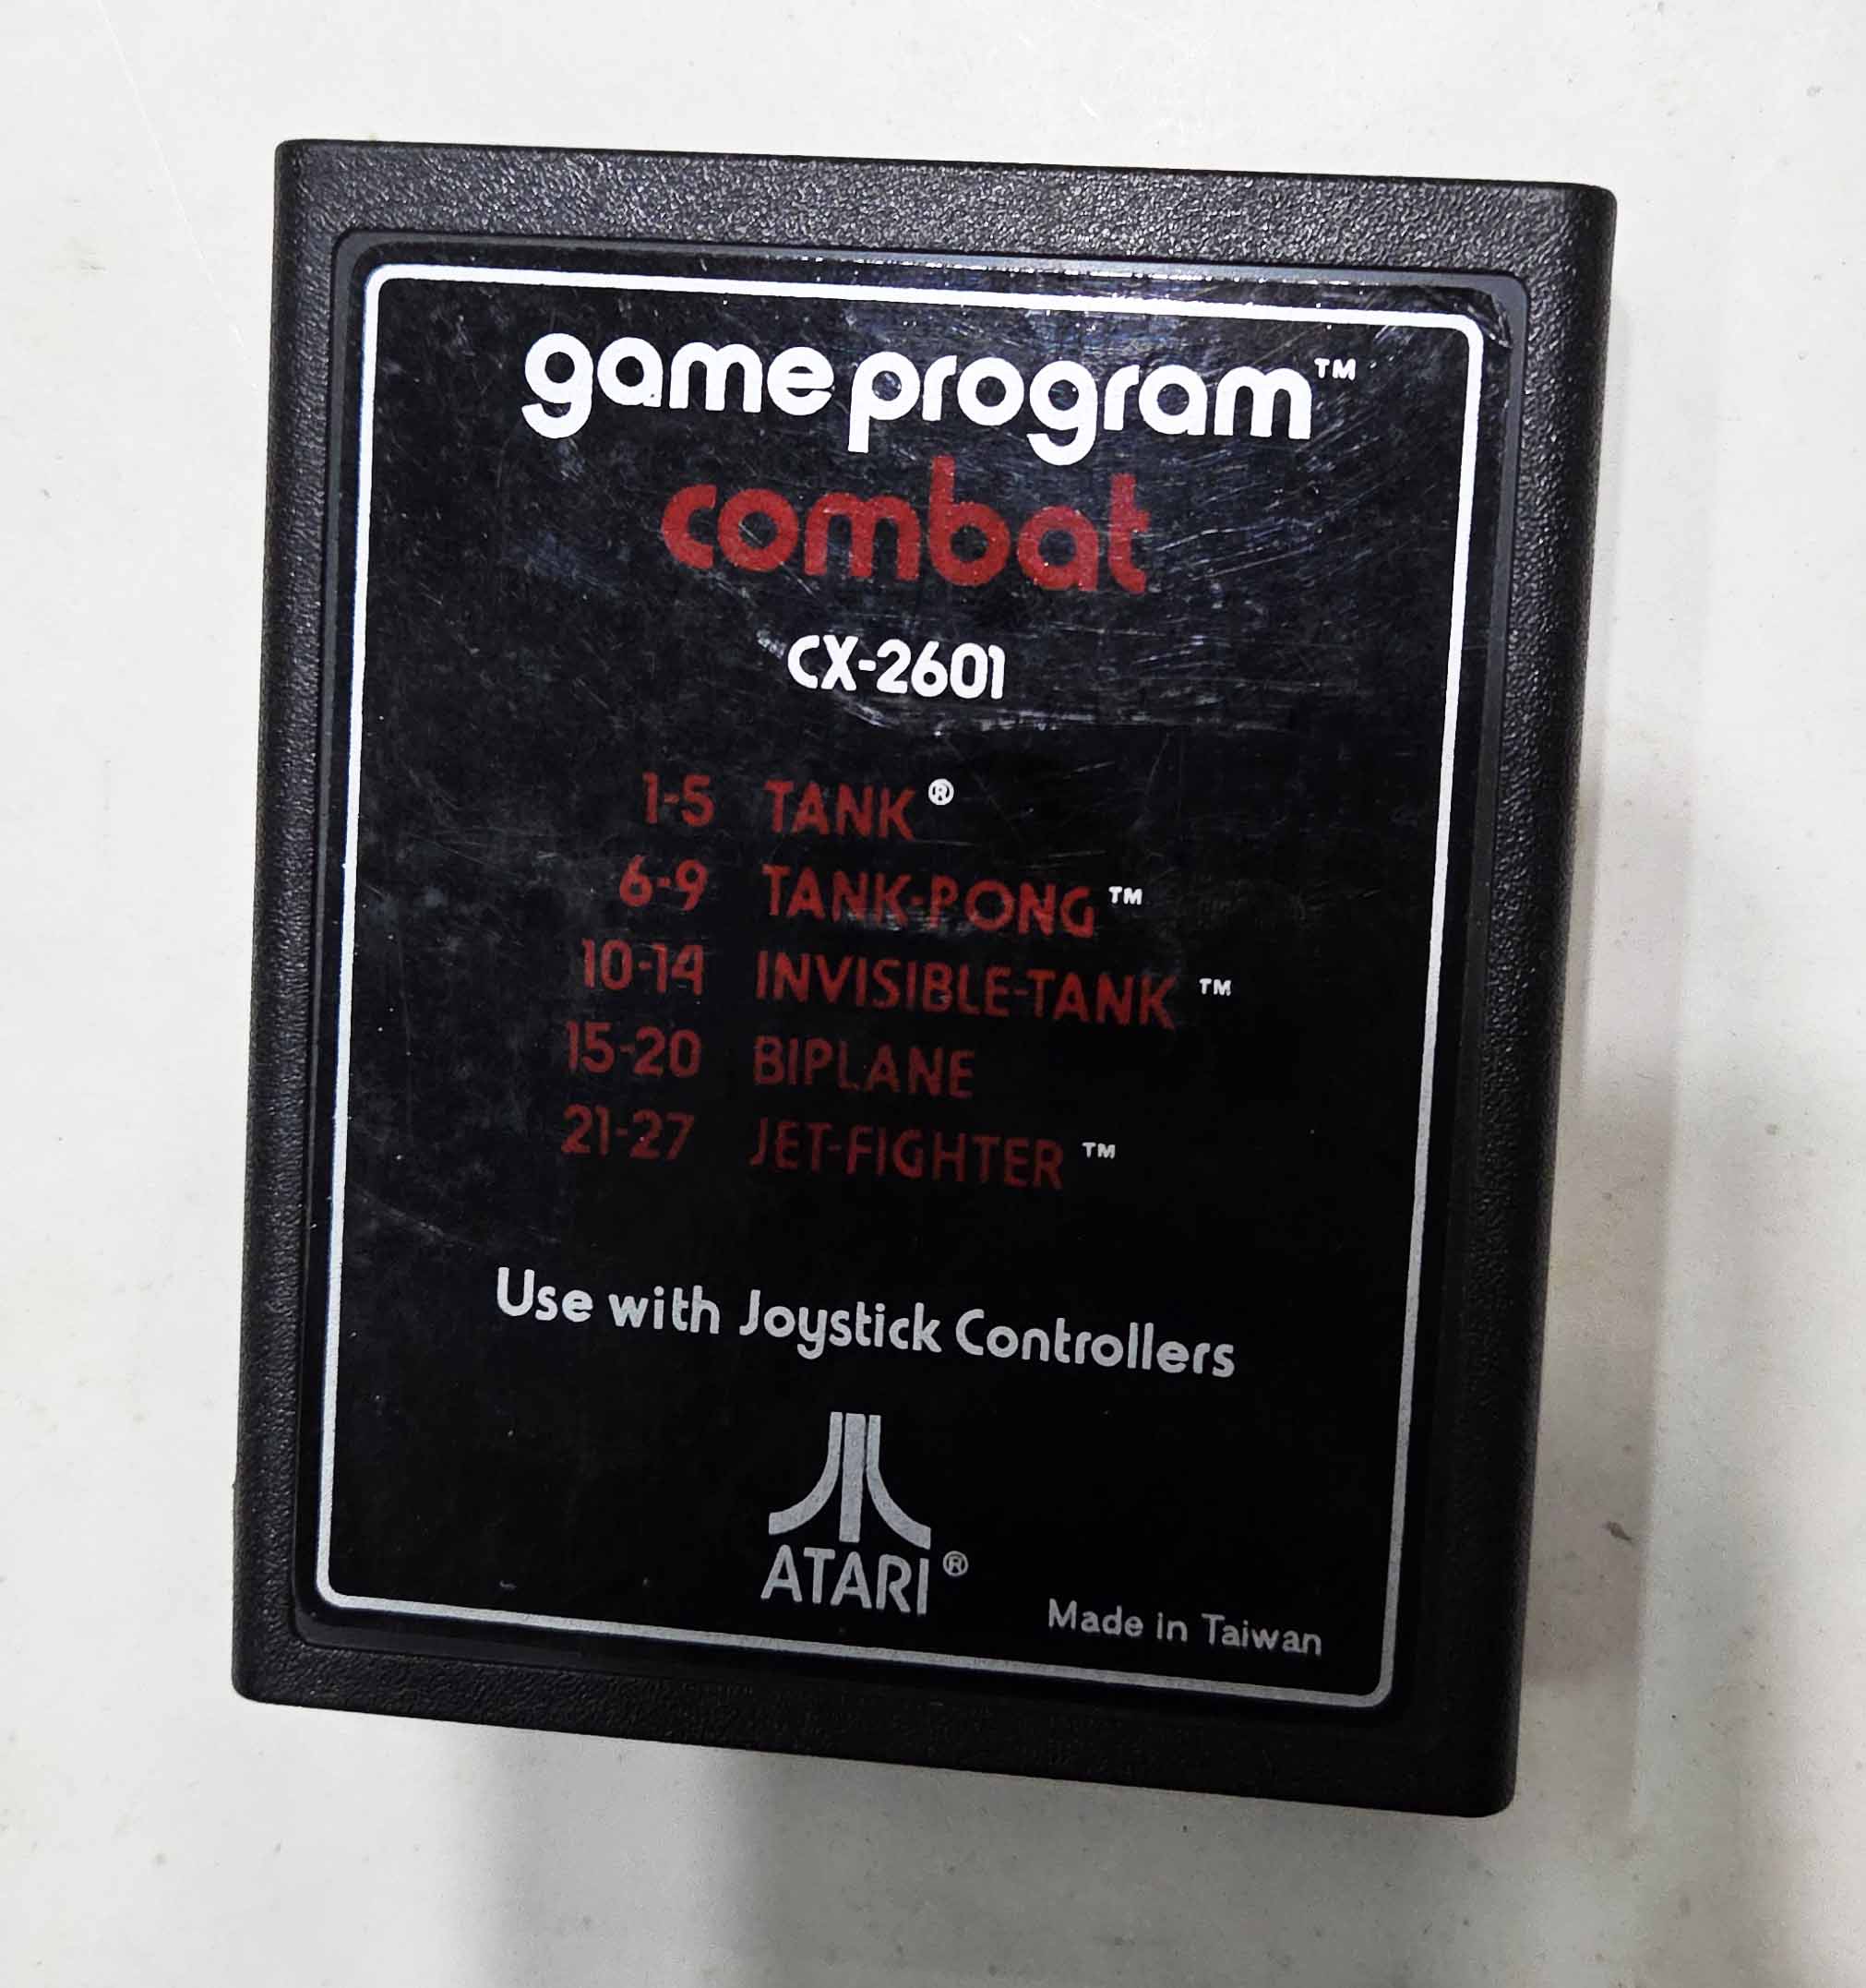 game program™
combat
CX-2601
1-5 TANK®
6-9 TANK-PONG™
10-14 INVISIBLE-TANK™
15-20 BIPLANE
21-27 JET-FIGHTER™
Use with Joystick Controllers
ATARI®
Made in Taiwan